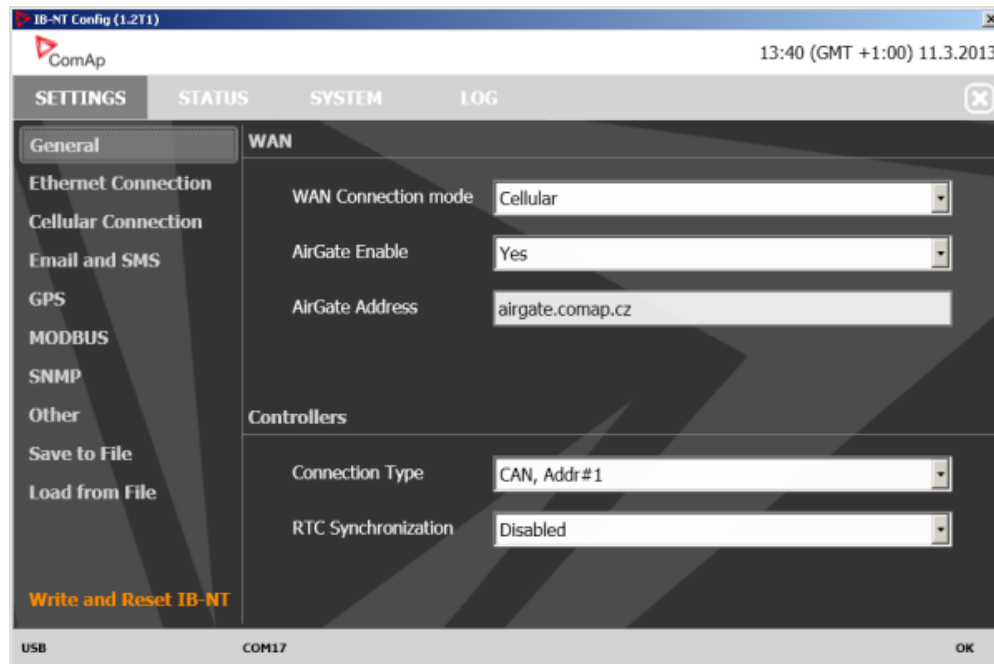 IB-NT Config (1.2T1)
ComAp
13:40 (GMT +1:00) 11.3.2013
SETTINGS STATUS SYSTEM LOG
General
Ethernet Connection
Cellular Connection
Email and SMS
GPS
MODBUS
SNMP
Other
Save to File
Load from File
Write and Reset IB-NT
WAN
WAN Connection mode Cellular
AirGate Enable Yes
AirGate Address airgate.comap.cz
Controllers
Connection Type CAN, Addr#1
RTC Synchronization Disabled
USB COM17 OK